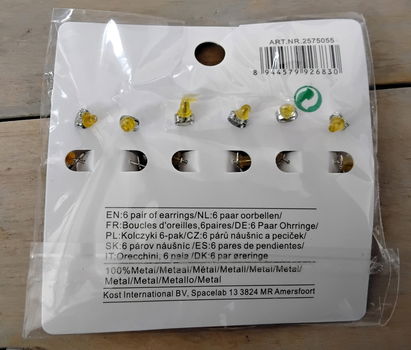 ART.NR.2575055
8 944579 926830
EN:6 pair of earrings/NL:6 paar oorbellen/
FR:Boucles d'oreilles,6paires/DE:6 Paar Ohrringe/
PL:Kolczyki 6-pak/CZ:6 párů náušnic a peciček/
SK:6 párov náušnic /ES:6 pares de pendientes/
IT:Orecchini, 6 paia /DK:6 par øreringe
100%Metal/Metaal/Métal/Metall/Metal/Metal/
Metal/Metal/Metallo/Metal
Kost International BV, Spacelab 13 3824 MR Amersfoort